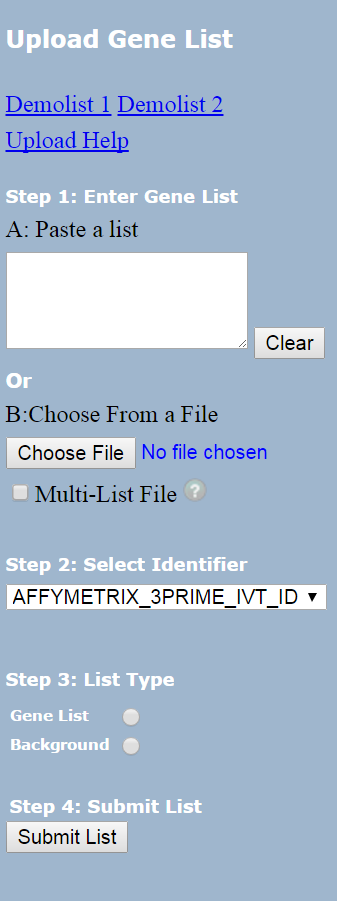 Upload Gene List
Demolist 1 Demolist 2
Upload Help
Step 1: Enter Gene List
A: Paste a list
Clear
Or
B:Choose From a File
Choose File No file chosen
Multi-List File ?
Step 2: Select Identifier
AFFYMETRIX_3PRIME_IVT_ID
Step 3: List Type
Gene List
Background
Step 4: Submit List
Submit List